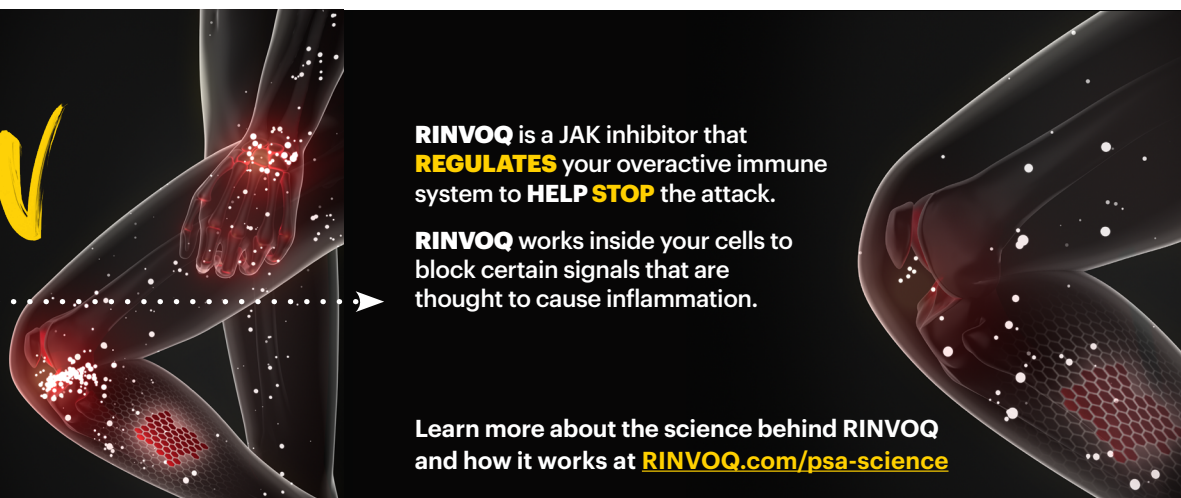 RINVOQ is a JAK inhibitor that
REGULATES your overactive immune
system to HELP STOP the attack.
RINVOQ works inside your cells to
block certain signals that are
thought to cause inflammation.
Learn more about the science behind RINVOQ
and how it works at RINVOQ.com/psa-science